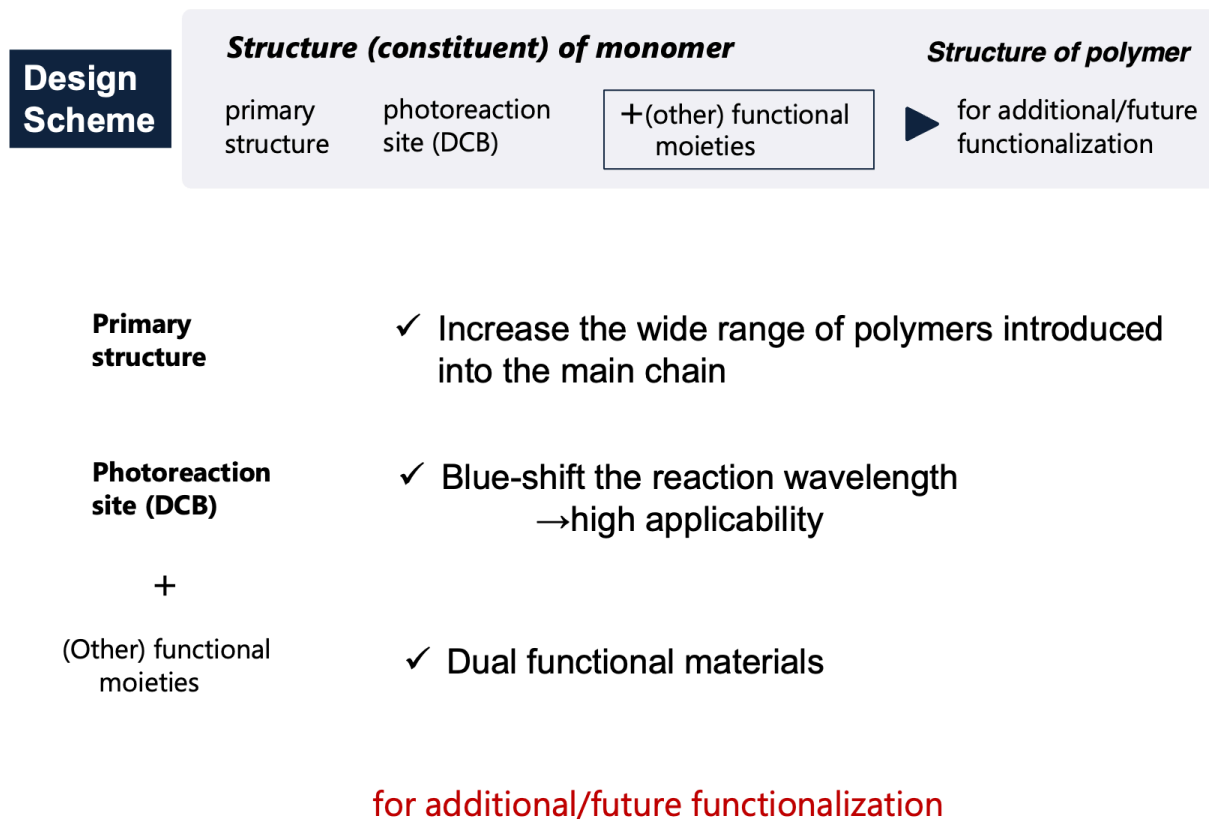 Design
Scheme
Structure (constituent) of monomer
Structure of polymer
primary
structure
photoreaction
site (DCB)
+(other) functional
moieties
for additional/future
functionalization
Primary
structure
✓ Increase the wide range of polymers introduced
into the main chain
Photoreaction
site (DCB)
✓ Blue-shift the reaction wavelength
→high applicability
+
(Other) functional
moieties
✓ Dual functional materials
for additional/future functionalization